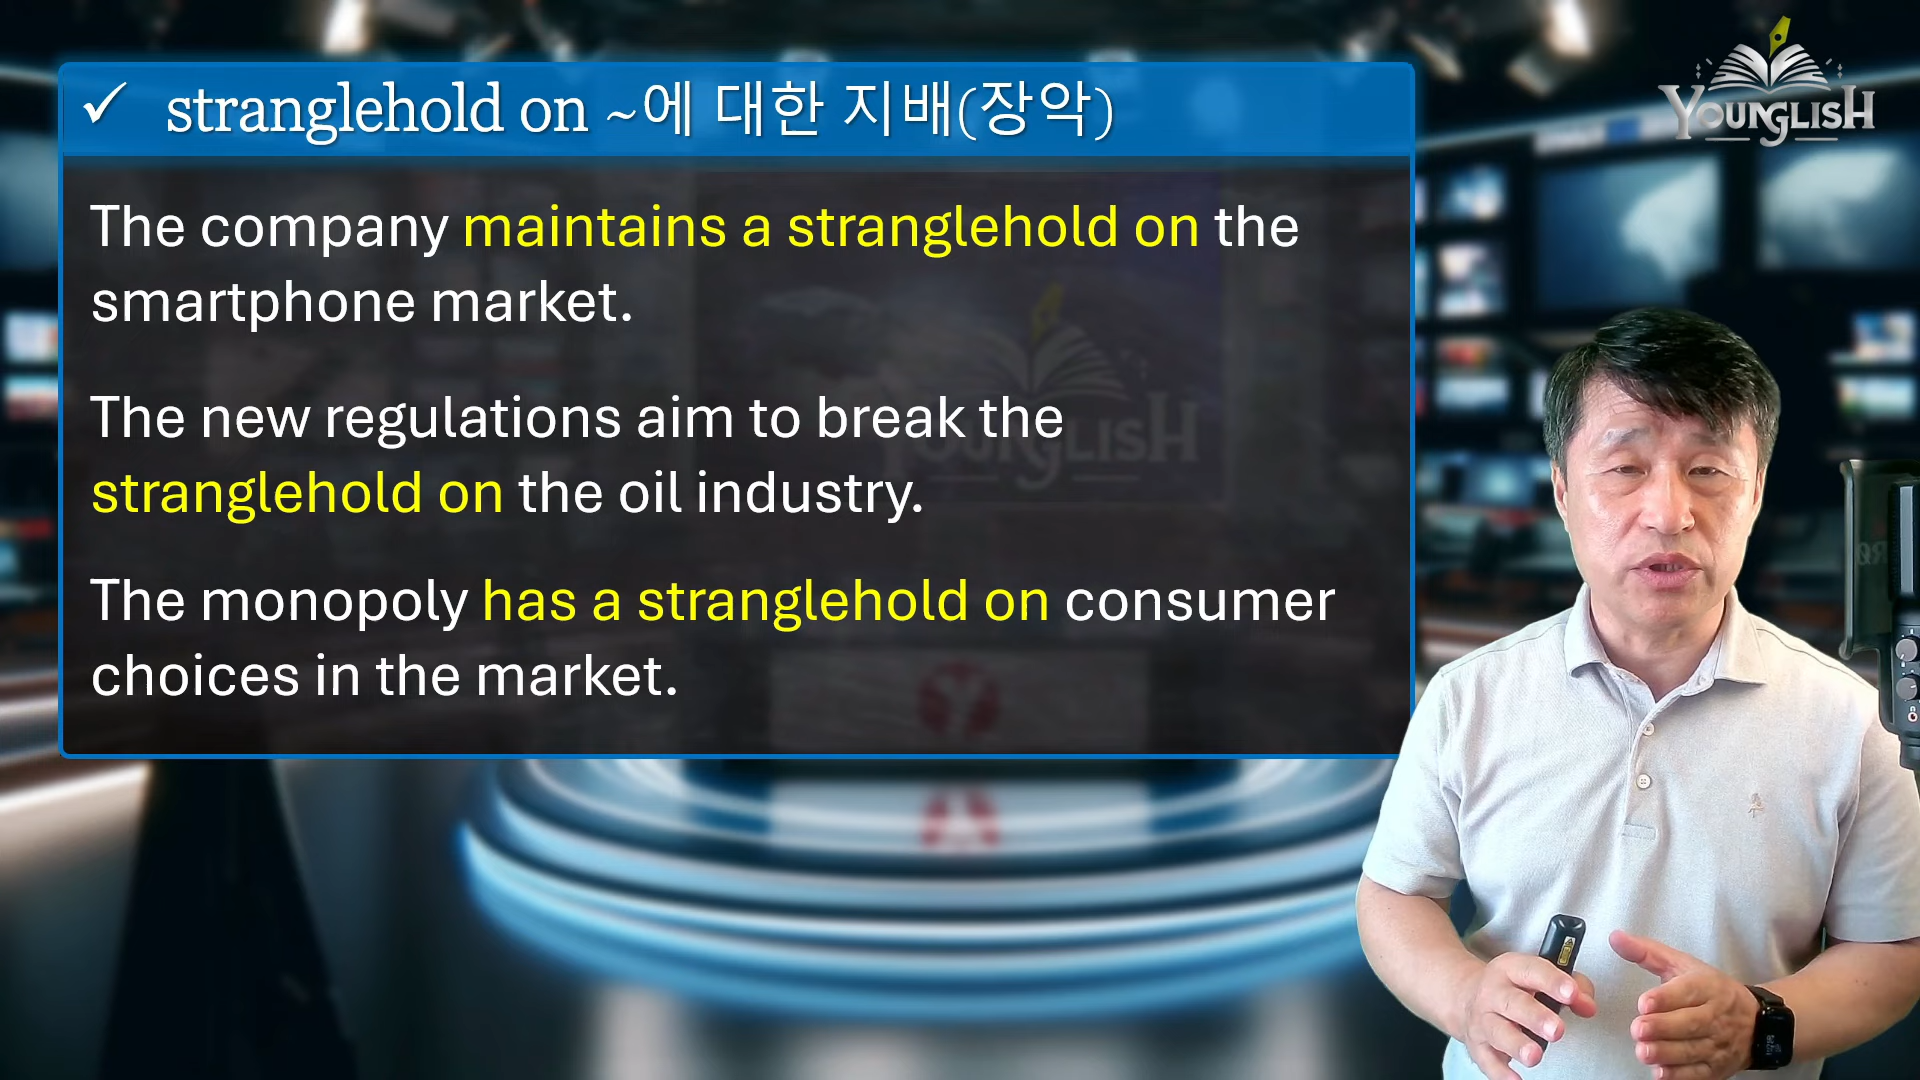 YOUNGLISH
✓ stranglehold on ~에 대한 지배(장악)
The company maintains a stranglehold on the
smartphone market.
The new regulations aim to break the
stranglehold on the oil industry.
The monopoly has a stranglehold on consumer
choices in the market.
YOUNGLISH